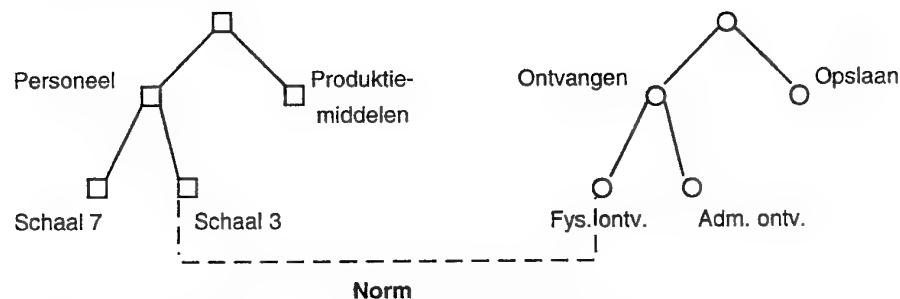 Personeel
Produktie-
middelen
Ontvangen
Opslaan
Schaal 7
Schaal 3
Fys. ontv.
Adm. ontv.
Norm